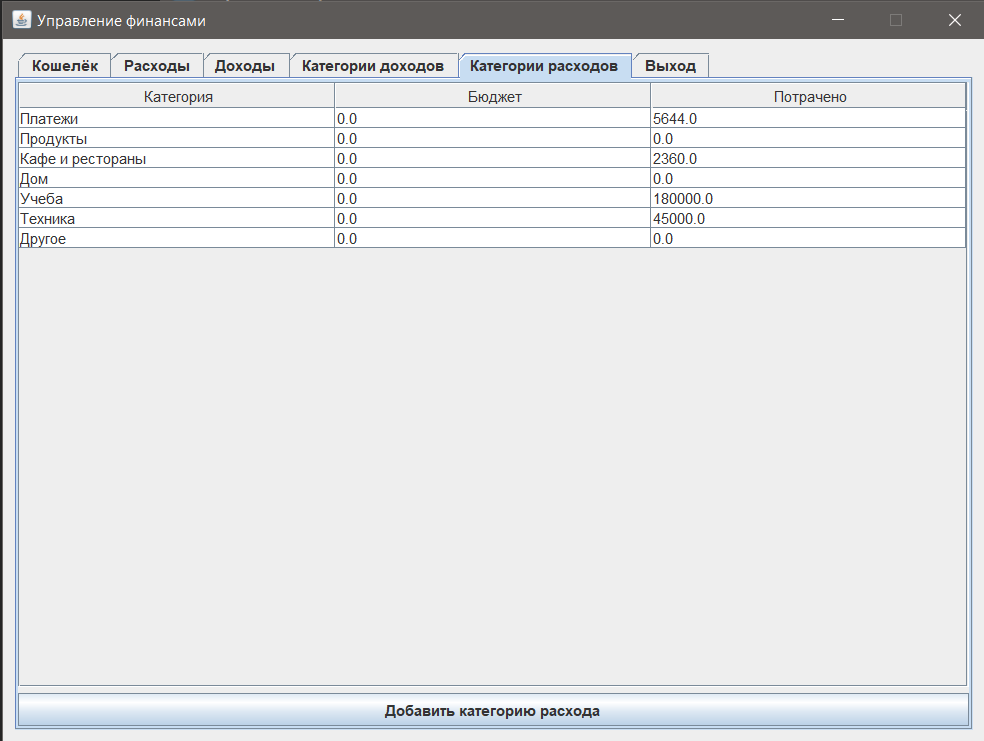 Управление финансами
Кошелёк Расходы Доходы Категории доходов Категории расходов Выход
Категория Бюджет Потрачено
Платежи 0.0 5644.0
Продукты 0.0 0.0
Кафе и рестораны 0.0 2360.0
Дом 0.0 0.0
Учеба 0.0 180000.0
Техника 0.0 45000.0
Другое 0.0 0.0
Добавить категорию расхода